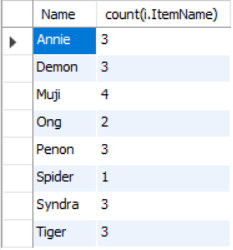 Name count(i.ItemName)
Annie 3
Demon 3
Muji 4
Ong 2
Penon 3
Spider 1
Syndra 3
Tiger 3